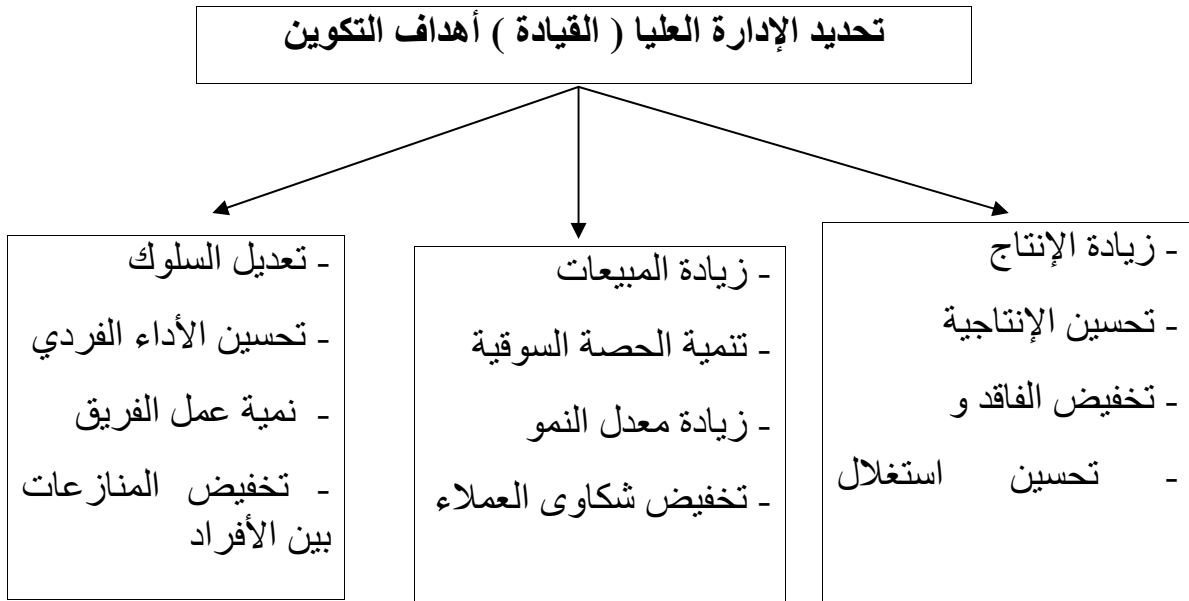 تحديد الإدارة العليا ( القيادة ) أهداف التكوين
- زيادة الإنتاج
- تحسين الإنتاجية
- تخفيض الفاقد و
- تحسين استغلال
- زيادة المبيعات
- تنمية الحصة السوقية
- زيادة معدل النمو
- تخفيض شكاوى العملاء
- تعديل السلوك
- تحسين الأداء الفردي
- نمية عمل الفريق
- تخفيض المنازعات
بين الأفراد